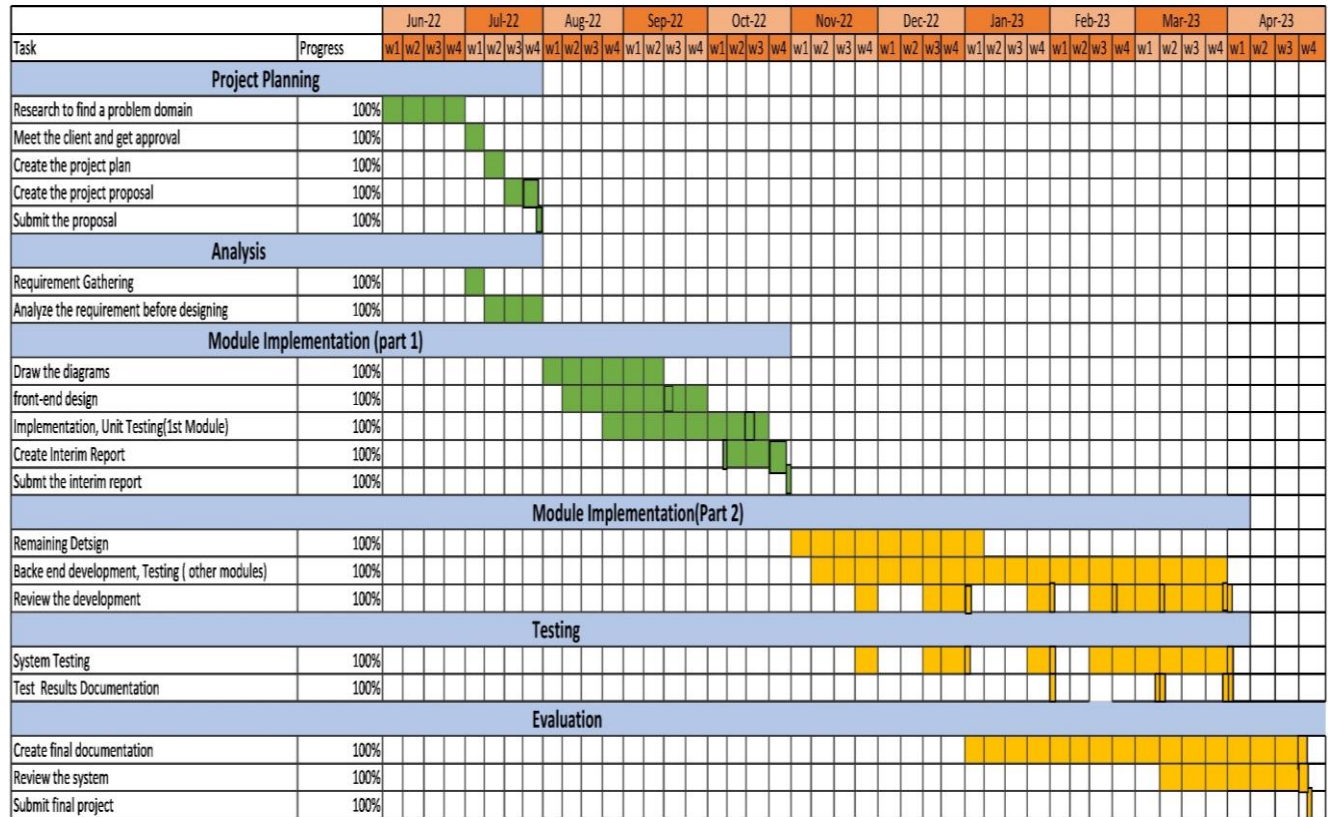 Jun-22 Jul-22 Aug-22 Sep-22 Oct-22 Nov-22 Dec-22 Jan-23 Feb-23 Mar-23 Apr-23
Task Progress w1 w2 w3 w4 w1 w2 w3 w4 w1 w2 w3 w4 w1 w2 w3 w4 w1 w2 w3 w4 w1 w2 w3 w4 w1 w2 w3 w4 w1 w2 w3 w4 w1 w2 w3 w4 w1 w2 w3 w4 w1 w2 w3 w4
Project Planning
Research to find a problem domain 100%
Meet the client and get approval 100%
Create the project plan 100%
Create the project proposal 100%
Submit the proposal 100%
Analysis
Requirement Gathering 100%
Analyze the requirement before designing 100%
Module Implementation (part 1)
Draw the diagrams 100%
front-end design 100%
Implementation, Unit Testing(1st Module) 100%
Create Interim Report 100%
Submt the interim report 100%
Module Implementation(Part 2)
Remaining Detsign 100%
Backe end development, Testing ( other modules) 100%
Review the development 100%
Testing
System Testing 100%
Test Results Documentation 100%
Evaluation
Create final documentation 100%
Review the system 100%
Submit final project 100%